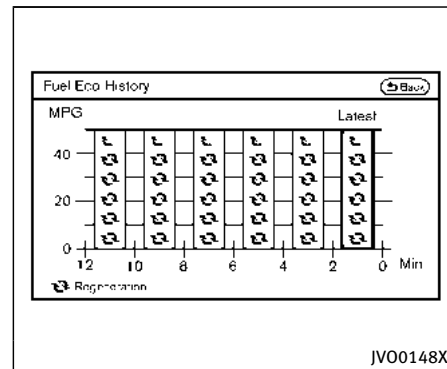 Fuel Eco History
Back
MPG
Latest
40
20
0
12 10 8 6 4 2 0 Min
Regeneration
JVO0148X